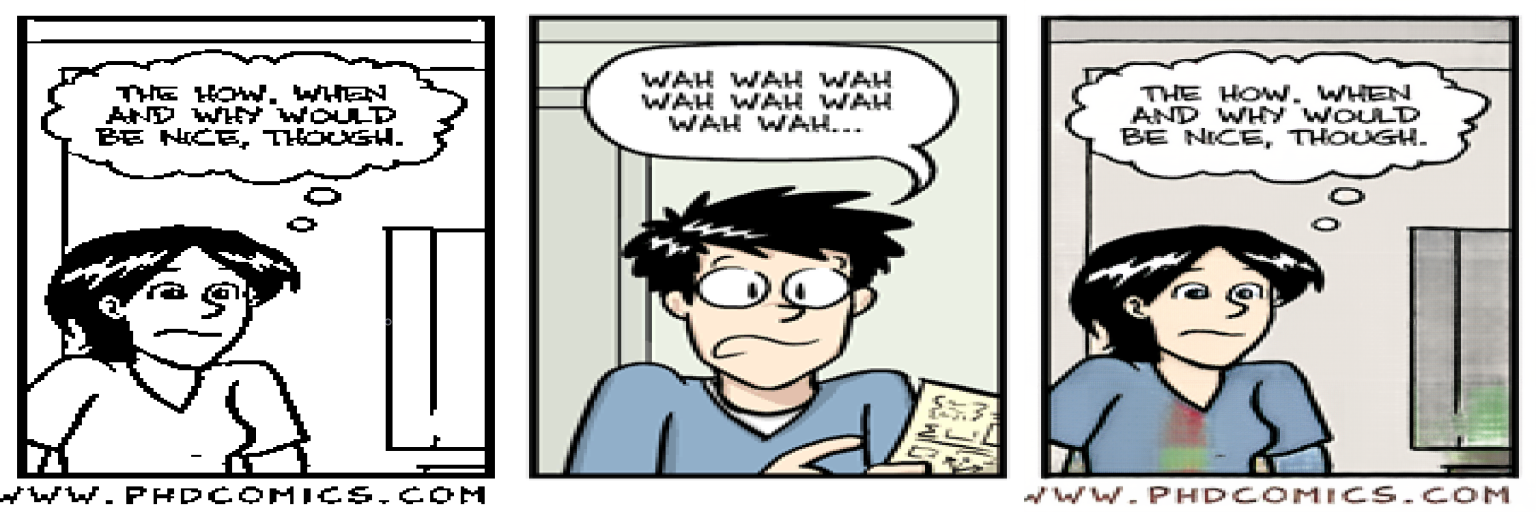 THE HOW. WHEN
AND WHY WOULD
BE NICE, THOUGH.
WWW.PHDCOMICS.COM
WAH WAH WAH
WAH WAH WAH
WAH WAH...
THE HOW. WHEN
AND WHY WOULD
BE NICE, THOUGH.
WWW.PHDCOMICS.COM